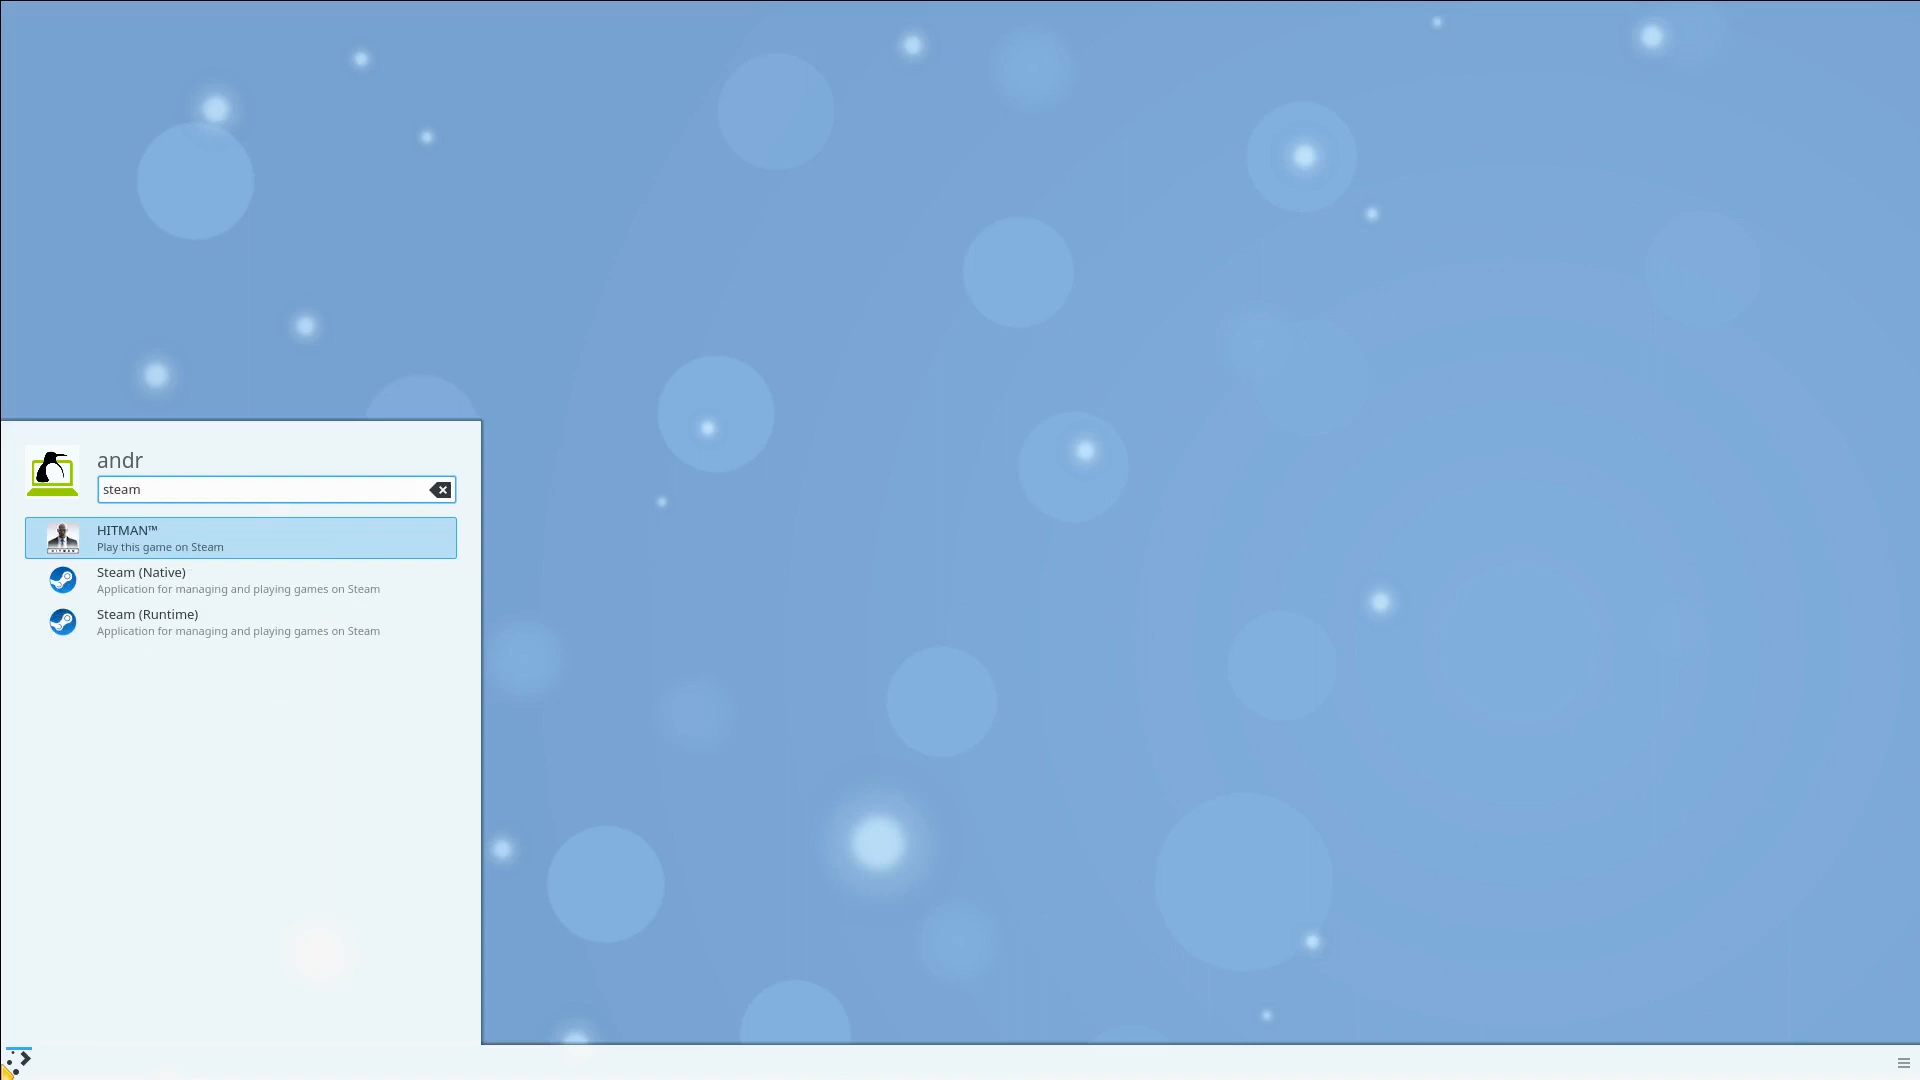 andr
steam
HITMAN™
Play this game on Steam
Steam (Native)
Application for managing and playing games on Steam
Steam (Runtime)
Application for managing and playing games on Steam